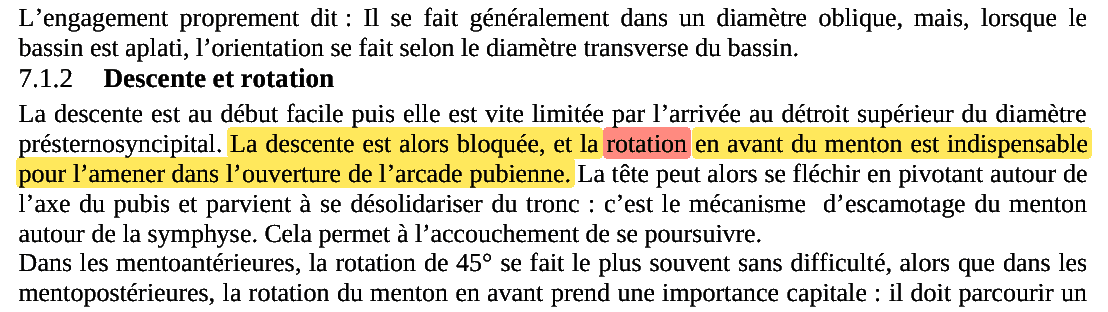 L’engagement proprement dit : Il se fait généralement dans un diamètre oblique, mais, lorsque le
bassin est aplati, l’orientation se fait selon le diamètre transverse du bassin.
7.1.2 Descente et rotation
La descente est au début facile puis elle est vite limitée par l’arrivée au détroit supérieur du diamètre
présternosyncipital. La descente est alors bloquée, et la rotation en avant du menton est indispensable
pour l’amener dans l’ouverture de l’arcade pubienne. La tête peut alors se fléchir en pivotant autour de
l’axe du pubis et parvient à se désolidariser du tronc : c’est le mécanisme d’escamotage du menton
autour de la symphyse. Cela permet à l’accouchement de se poursuivre.
Dans les mentoantérieures, la rotation de 45° se fait le plus souvent sans difficulté, alors que dans les
mentopostérieures, la rotation du menton en avant prend une importance capitale : il doit parcourir un